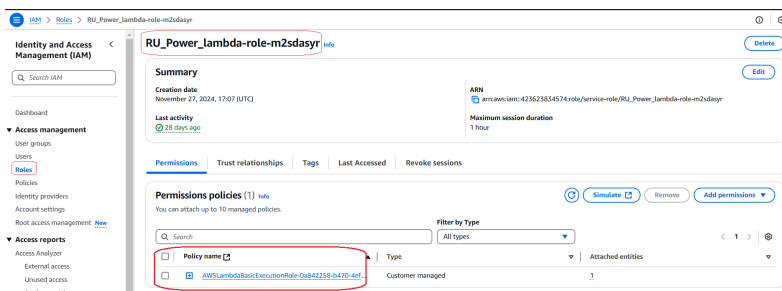 IAM > Roles > RU_Power_lambda-role-m2sdasyr
Identity and Access Management (IAM)
Search IAM
Dashboard
Access management
User groups
Users
Roles
Policies
Identity providers
Account settings
Root access management New
Access reports
Access Analyzer
External access
Unused access
RU_Power_lambda-role-m2sdasyr Info
Delete
Summary
Edit
Creation date
November 27, 2024, 17:07 (UTC)
ARN
arn:aws:iam::423623834574:role/service-role/RU_Power_lambda-role-m2sdasyr
Last activity
28 days ago
Maximum session duration
1 hour
Permissions Trust relationships Tags Last Accessed Revoke sessions
Permissions policies (1) Info
Simulate Remove Add permissions
You can attach up to 10 managed policies.
Filter by Type
Search All types
1
Policy name Type Attached entities
AWSLambdaBasicExecutionRole-0a842258-b470-4ef... Customer managed 1